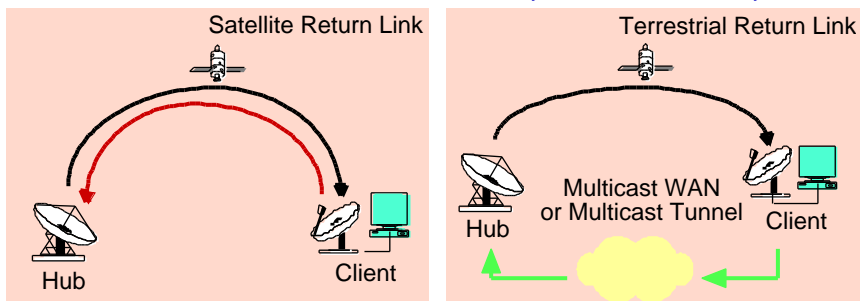 Satellite Return Link
Hub
Client
Terrestrial Return Link
Multicast WAN
or Multicast Tunnel
Hub
Client